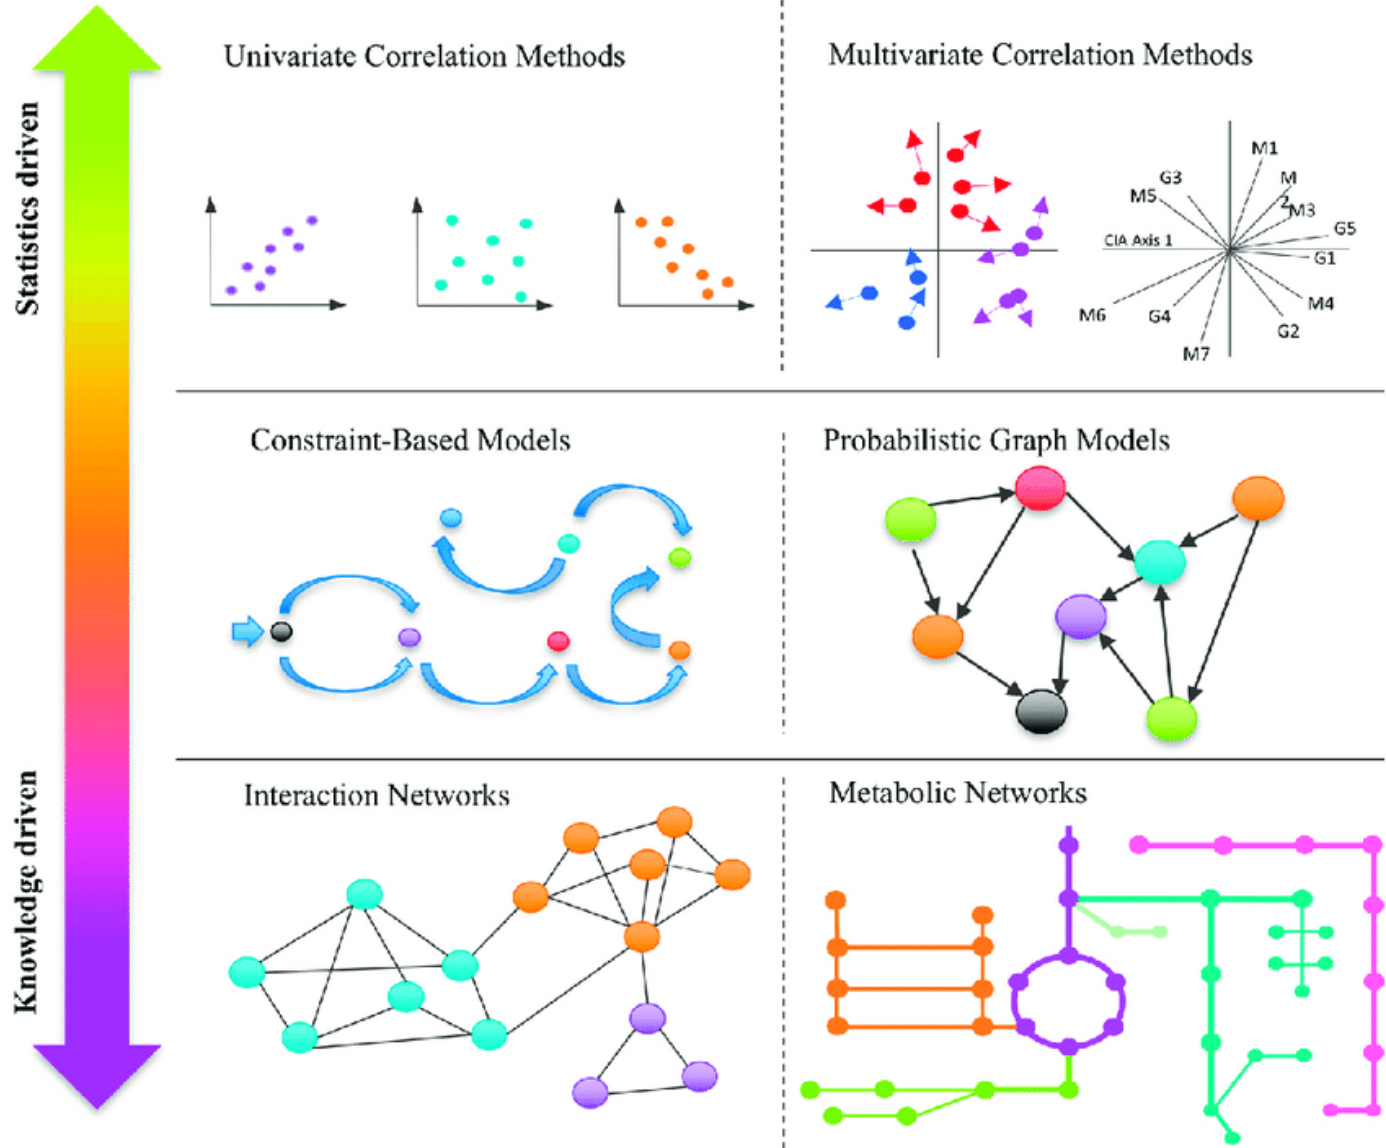 Statistics driven
Knowledge driven
Univariate Correlation Methods
Multivariate Correlation Methods
M1
M
2
M3
G3
M5
G5
CIA Axis 1
G1
M6
G4
M4
G2
M7
Constraint-Based Models
Probabilistic Graph Models
Interaction Networks
Metabolic Networks